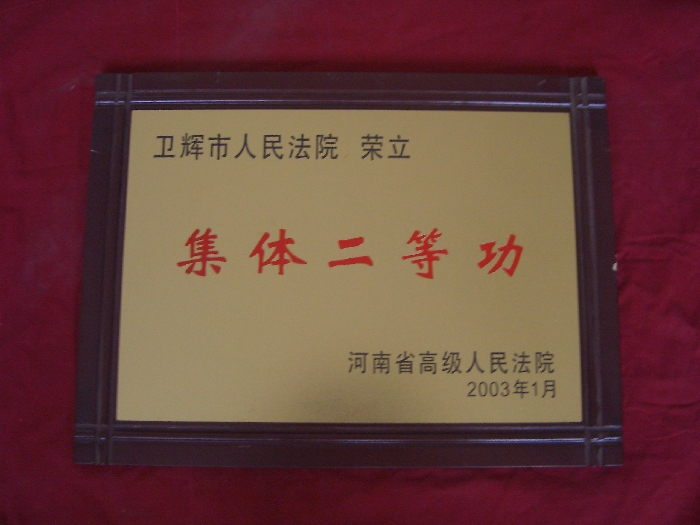 卫辉市人民法院 荣立
集体二等功
河南省高级人民法院
2003年1月